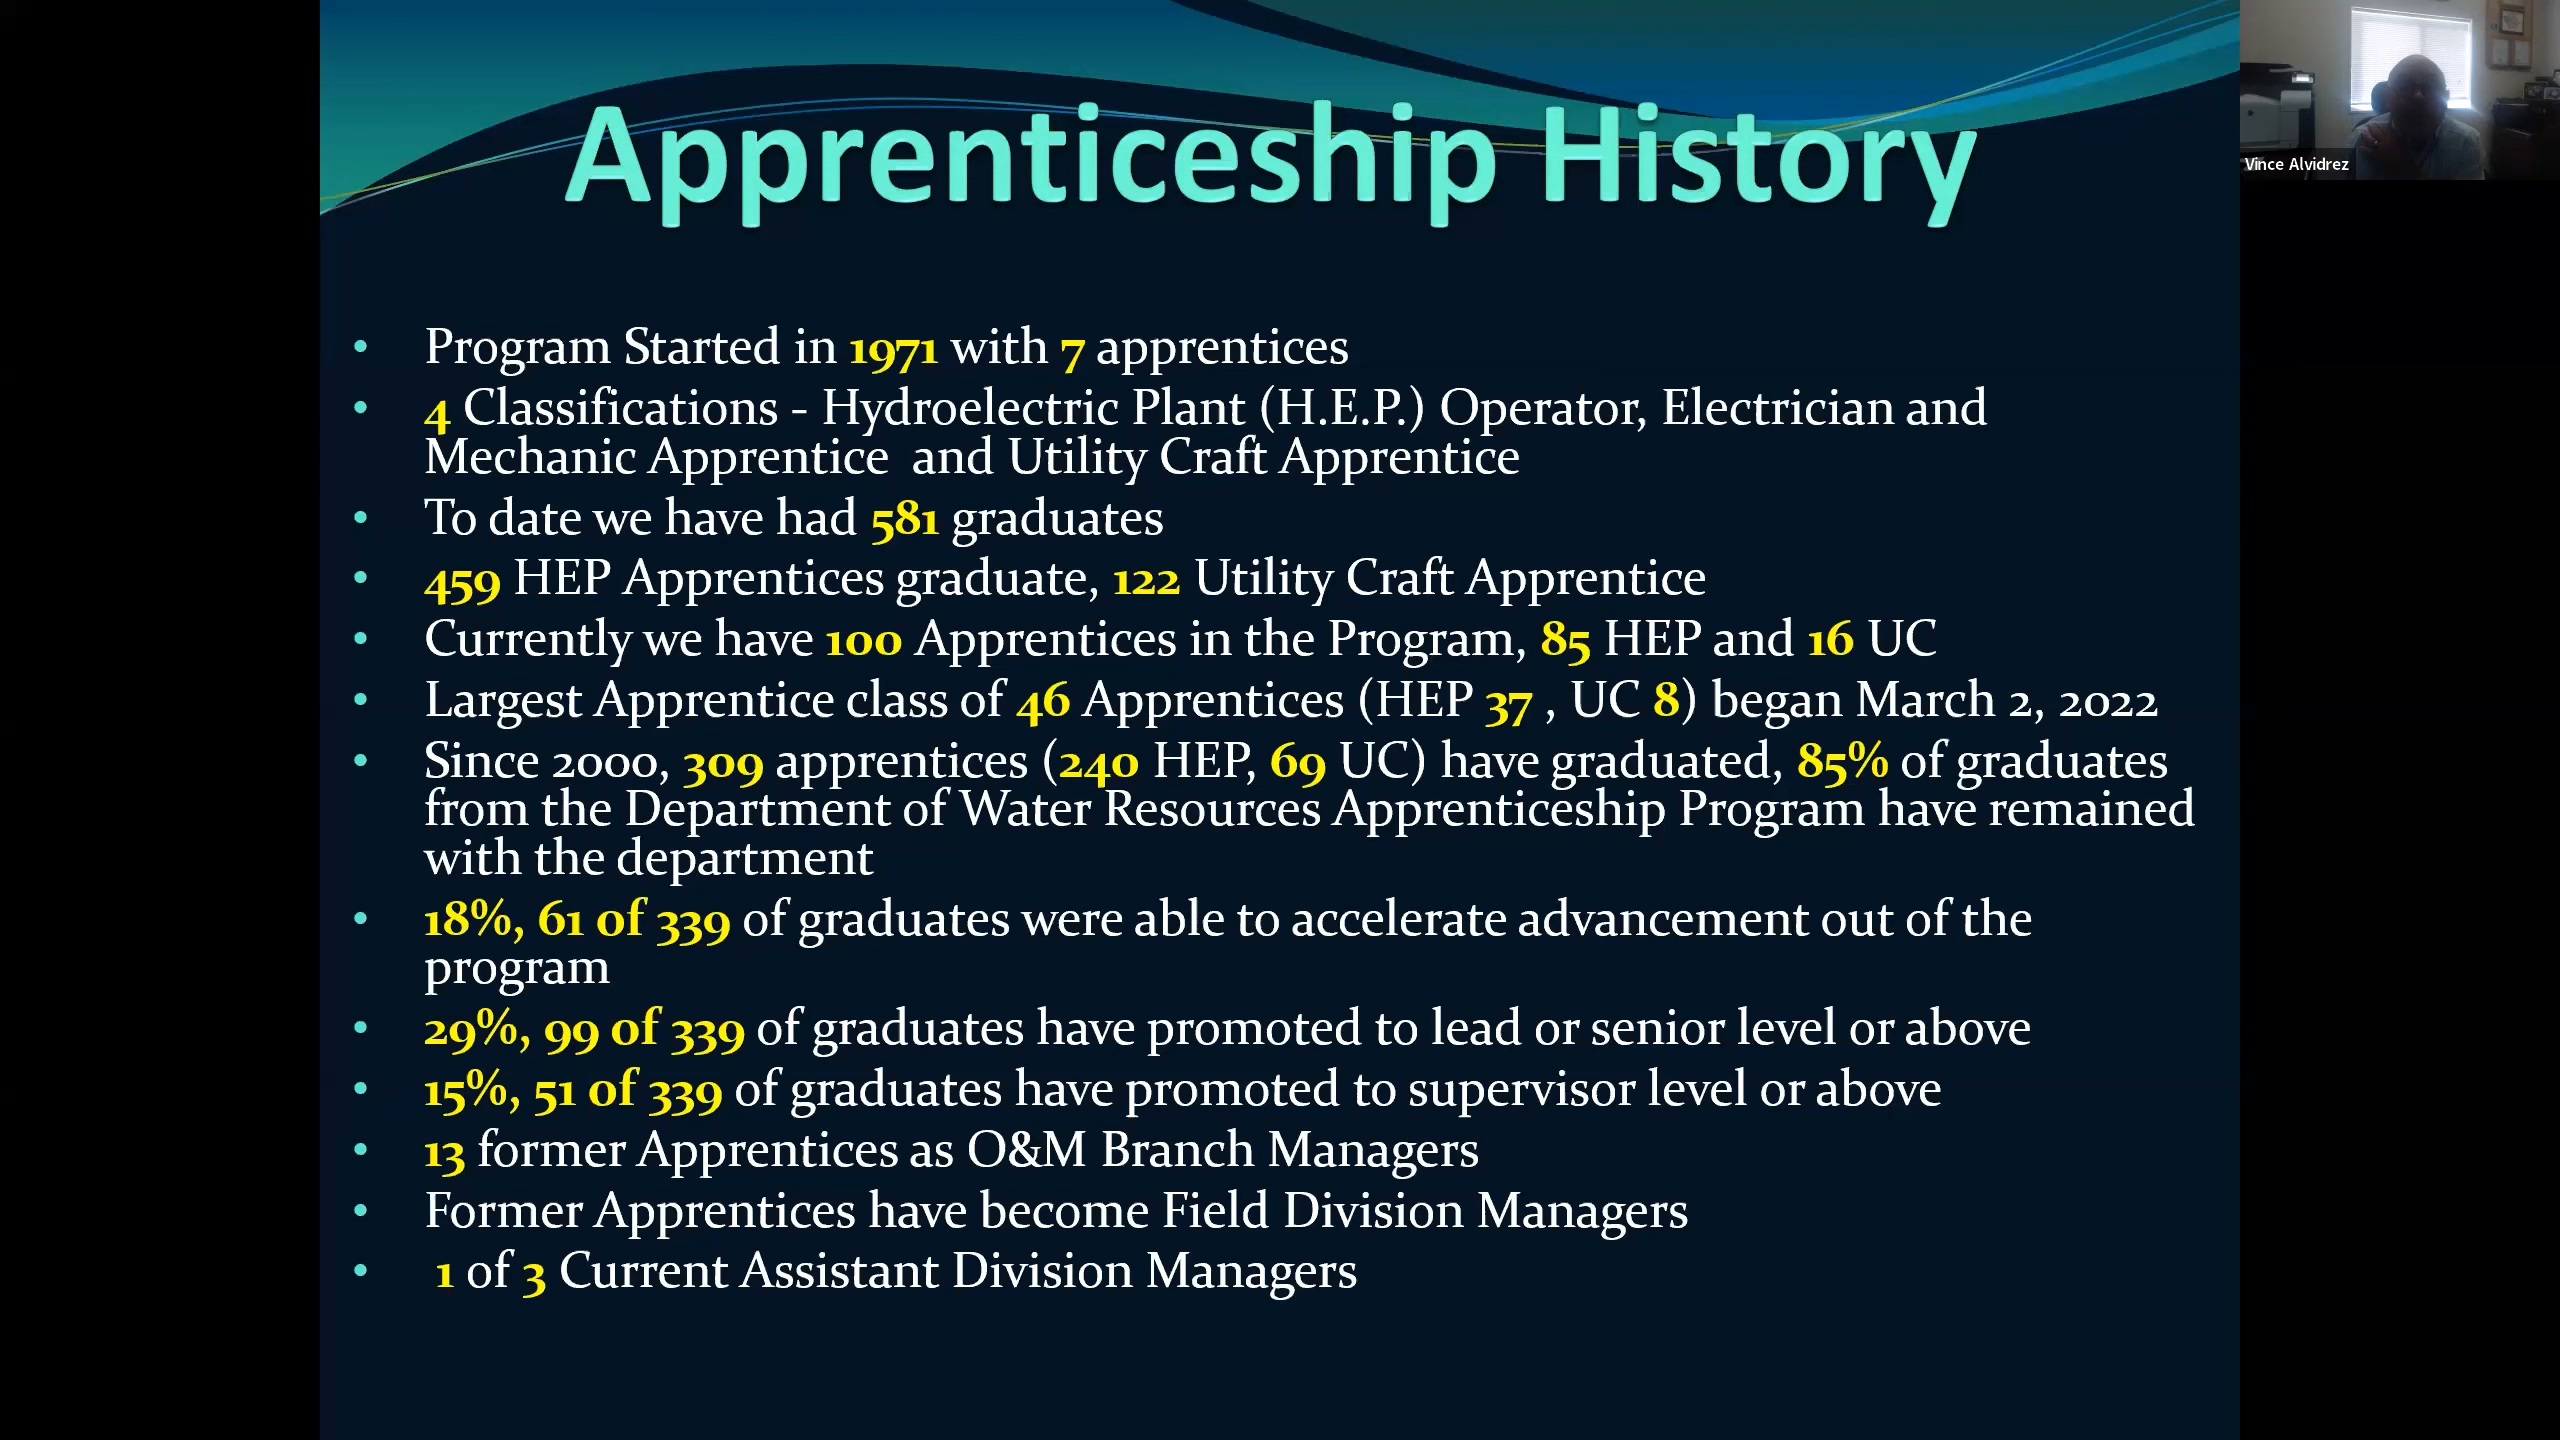 Apprenticeship History
Vince Alvidrez
• Program Started in 1971 with 7 apprentices
• 4 Classifications - Hydroelectric Plant (H.E.P.) Operator, Electrician and
Mechanic Apprentice  and Utility Craft Apprentice
• To date we have had 581 graduates
• 459 HEP Apprentices graduate, 122 Utility Craft Apprentice
• Currently we have 100 Apprentices in the Program, 85 HEP and 16 UC
• Largest Apprentice class of 46 Apprentices (HEP 37 , UC 8) began March 2, 2022
• Since 2000, 309 apprentices (240 HEP, 69 UC) have graduated, 85% of graduates
from the Department of Water Resources Apprenticeship Program have remained
with the department
• 18%, 61 of 339 of graduates were able to accelerate advancement out of the
program
• 29%, 99 of 339 of graduates have promoted to lead or senior level or above
• 15%, 51 of 339 of graduates have promoted to supervisor level or above
• 13 former Apprentices as O&M Branch Managers
• Former Apprentices have become Field Division Managers
• 1 of 3 Current Assistant Division Managers